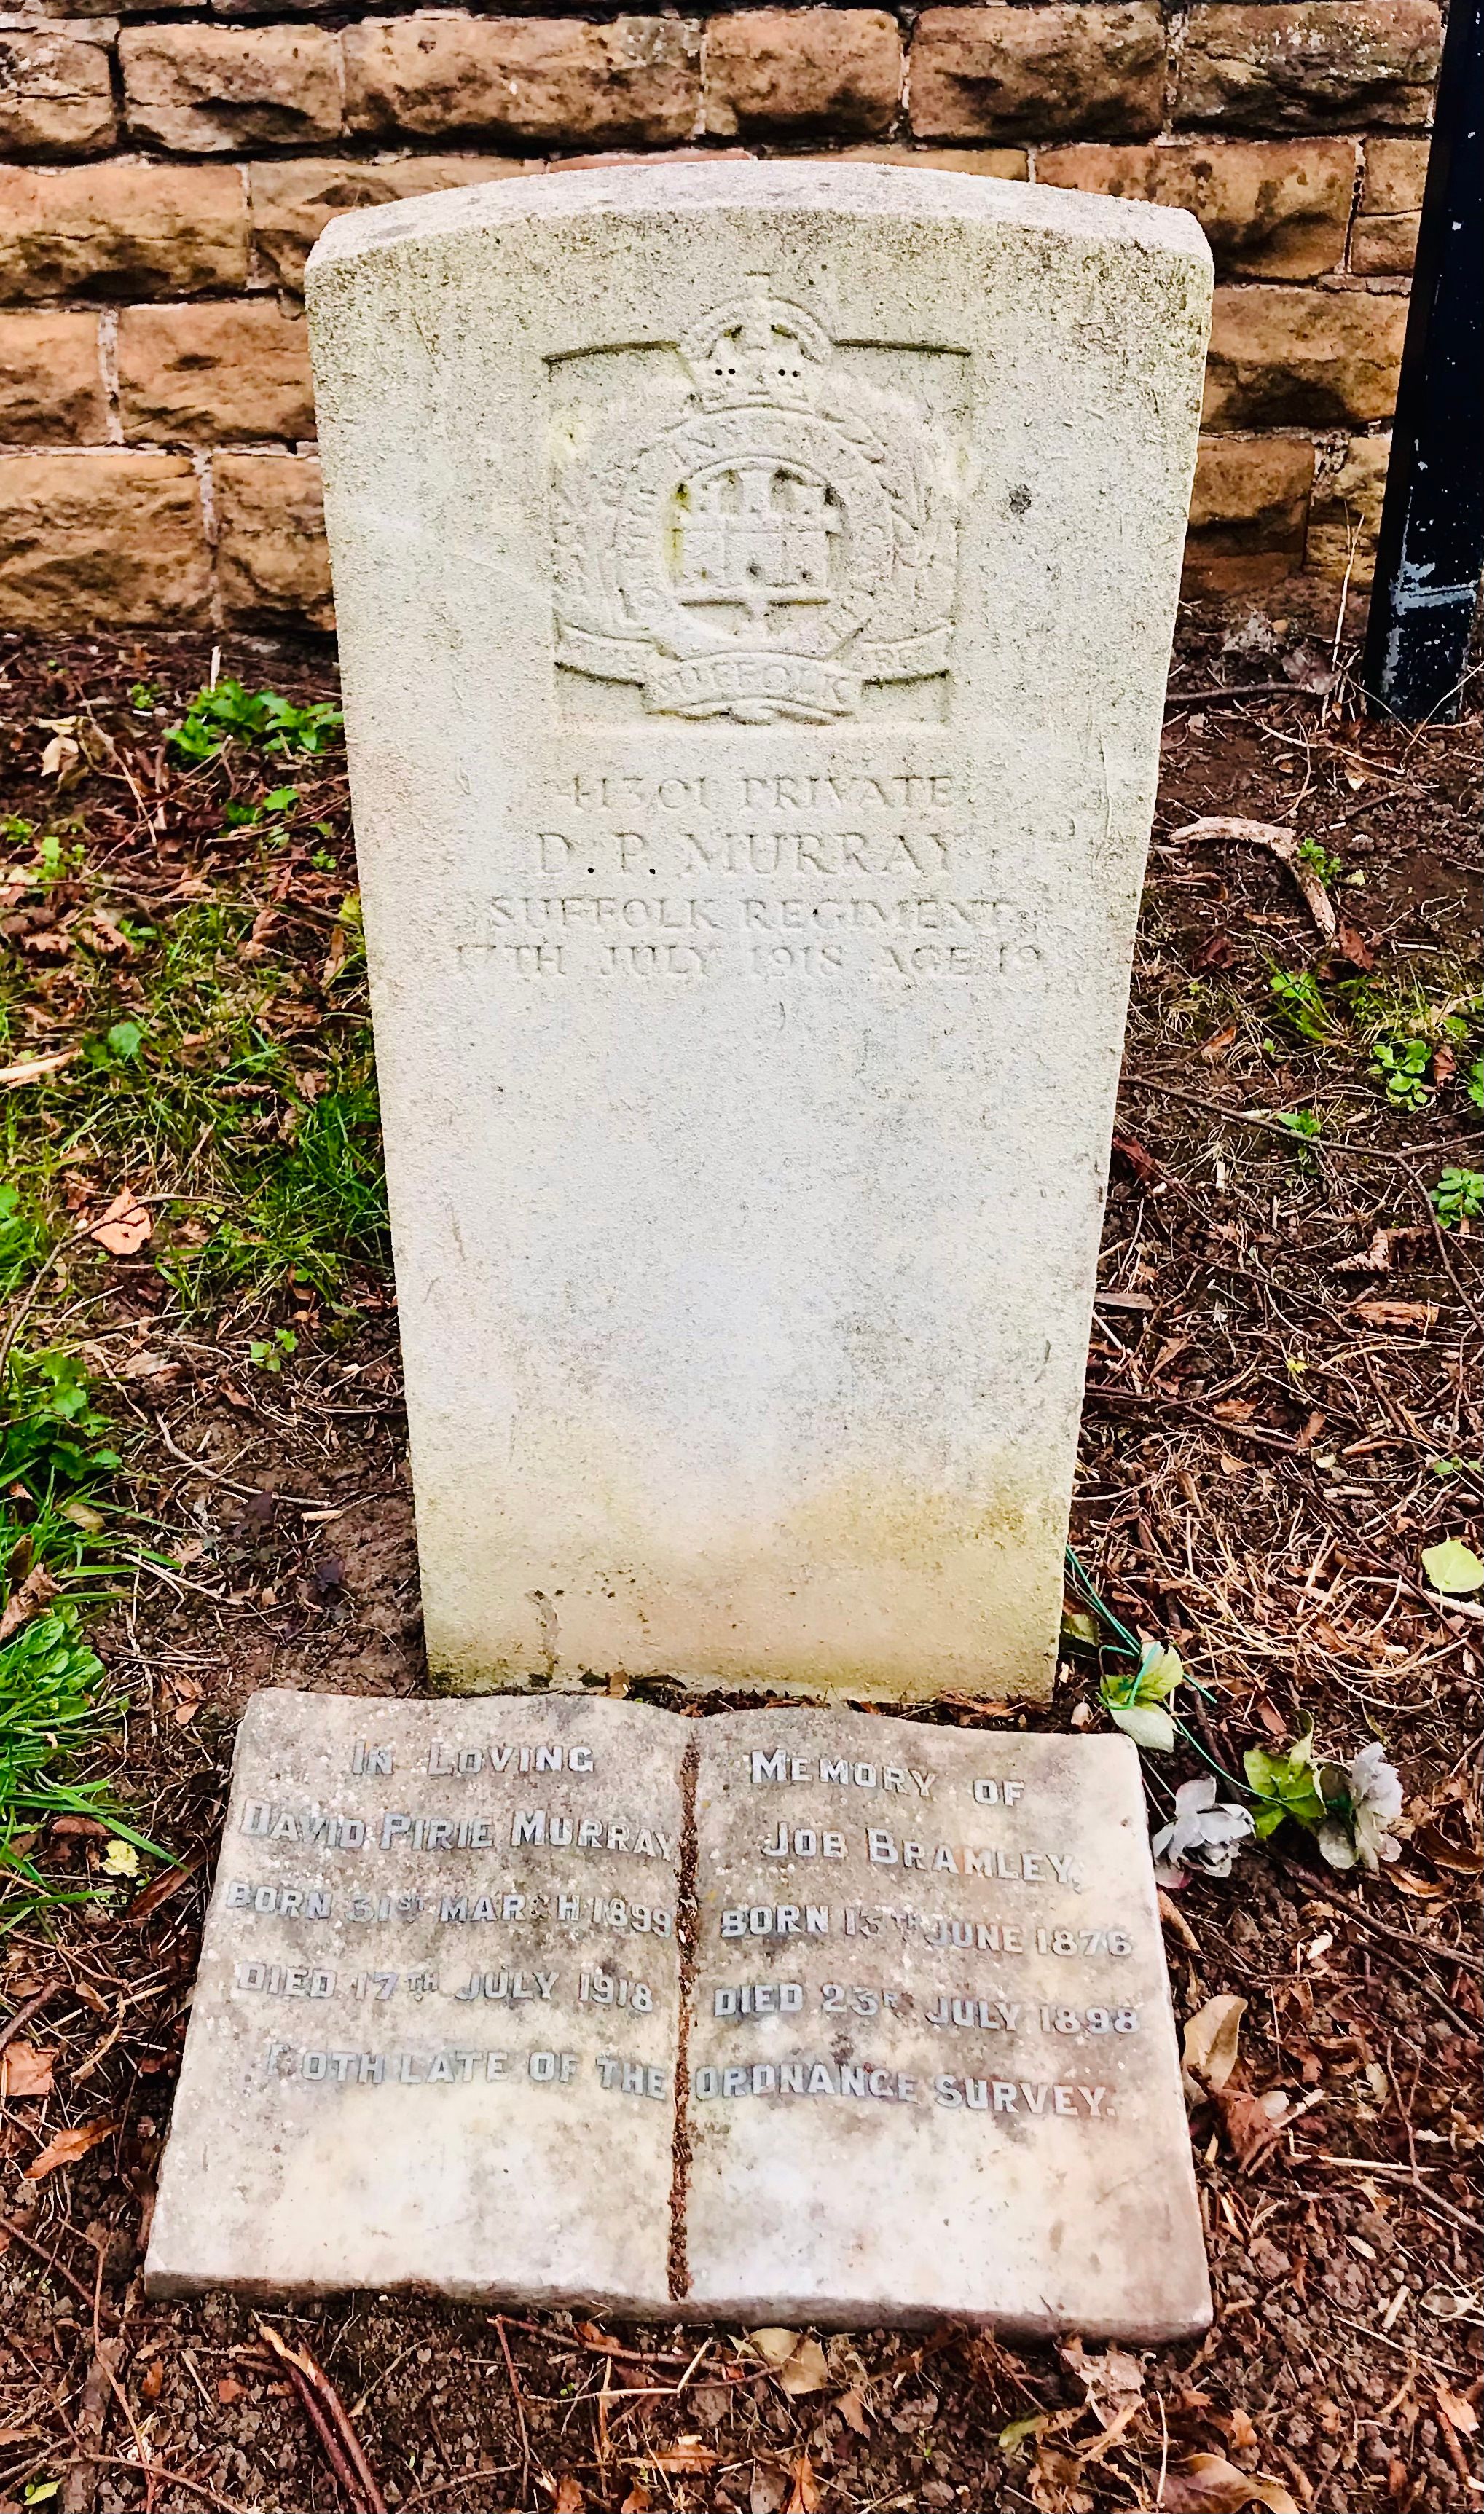 SUFFOLK
41301 PRIVATE
D. P. MURRAY
SUFFOLK REGIMENT
17TH JULY 1918 AGE 19
IN LOVING MEMORY OF
DAVID PIRIE MURRAY
BORN 31ST MARCH 1899
DIED 17TH JULY 1918
JOB BRAMLEY,
BORN 13TH JUNE 1876
DIED 23R JULY 1898
BOTH LATE OF THE ORDNANCE SURVEY.